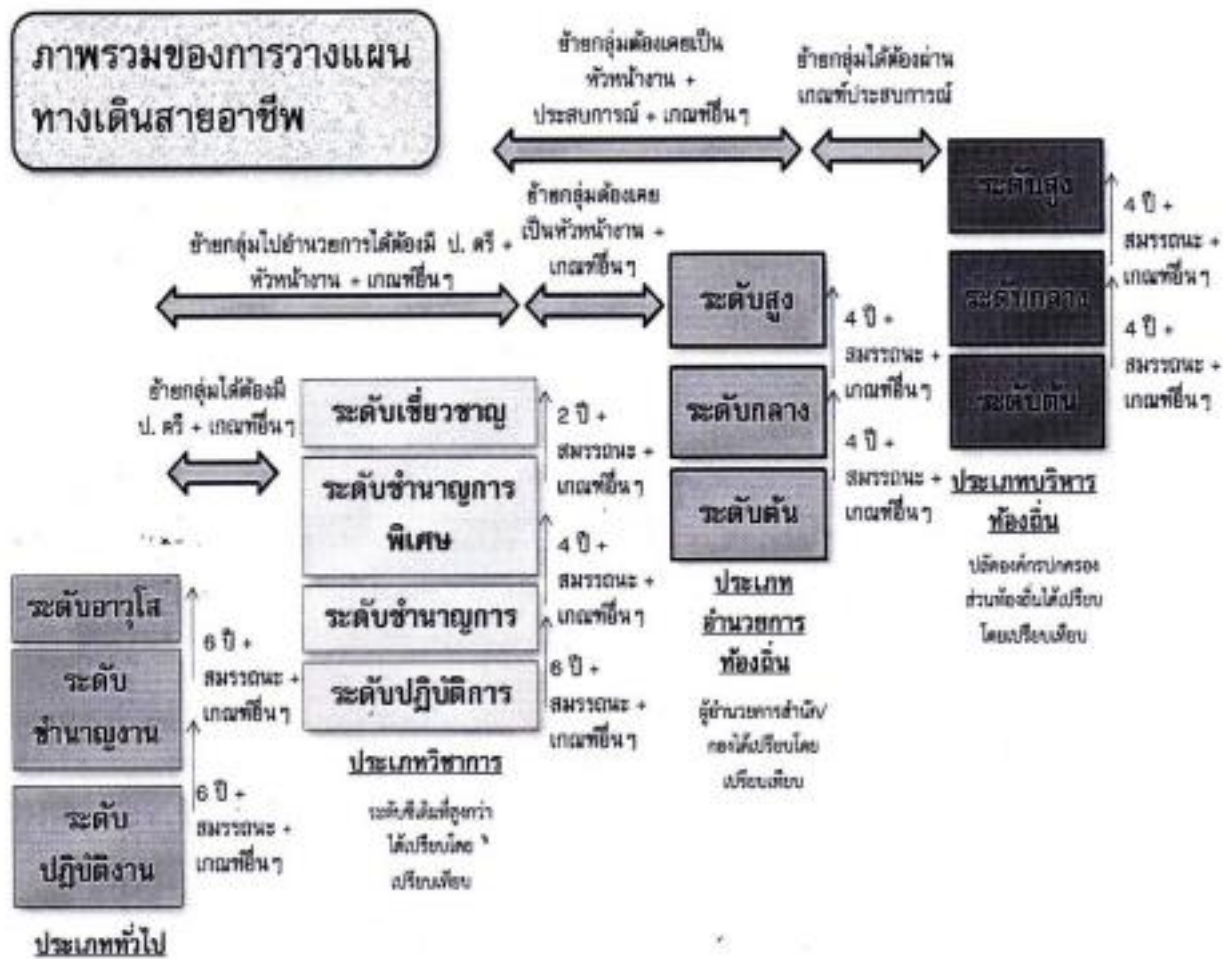 ภาพรวมของการวางแผน
ทางเดินสายอาชีพ
ย้ายกลุ่มต้องเคยเป็น
หัวหน้างาน +
ประสบการณ์ + เกณฑ์อื่นๆ
ย้ายกลุ่มได้ต้องผ่าน
เกณฑ์ประสบการณ์
ย้ายกลุ่มไปอำนวยการได้ต้องมี ป. ตรี +
หัวหน้างาน + เกณฑ์อื่นๆ
ย้ายกลุ่มต้องเคย
เป็นหัวหน้างาน +
เกณฑ์อื่นๆ
ย้ายกลุ่มได้ต้องมี
ป. ตรี + เกณฑ์อื่นๆ
ระดับอาวุโส
ระดับ
ชำนาญงาน
ระดับ
ปฏิบัติงาน
6 ปี +
สมรรถนะ +
เกณฑ์อื่นๆ
6 ปี +
สมรรถนะ +
เกณฑ์อื่นๆ
ประเภททั่วไป
ระดับเชี่ยวชาญ
ระดับชำนาญการ
พิเศษ
ระดับชำนาญการ
ระดับปฏิบัติการ
2 ปี +
สมรรถนะ +
เกณฑ์อื่นๆ
4 ปี +
สมรรถนะ +
เกณฑ์อื่นๆ
6 ปี +
สมรรถนะ +
เกณฑ์อื่นๆ
ประเภทวิชาการ
ระดับซีเดิมที่สูงกว่า
ได้เปรียบโดย
เปรียบเทียบ
ระดับสูง
ระดับกลาง
ระดับต้น
4 ปี +
สมรรถนะ +
เกณฑ์อื่นๆ
4 ปี +
สมรรถนะ +
เกณฑ์อื่นๆ
ประเภท
อำนวยการ
ท้องถิ่น
ผู้อำนวยการสำนัก/
กองได้เปรียบโดย
เปรียบเทียบ
ระดับสูง
ระดับกลาง
ระดับต้น
4 ปี +
สมรรถนะ +
เกณฑ์อื่นๆ
4 ปี +
สมรรถนะ +
เกณฑ์อื่นๆ
ประเภทบริหาร
ท้องถิ่น
ปลัดองค์กรปกครอง
ส่วนท้องถิ่นได้เปรียบ
โดยเปรียบเทียบ